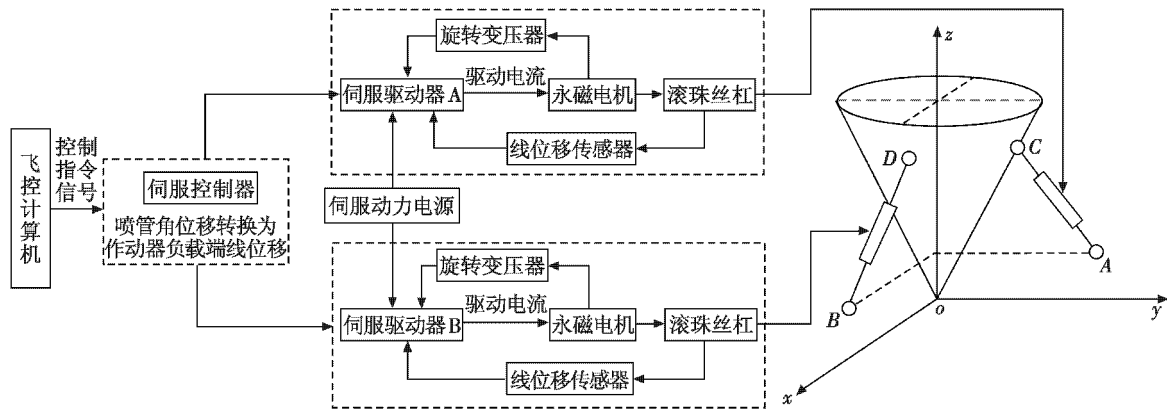 飞控计算机
控制
指令
信号
伺服控制器
喷管角位移转换为
作动器负载端线位移
旋转变压器
伺服驱动器A
驱动电流
永磁电机
滚珠丝杠
线位移传感器
伺服动力电源
旋转变压器
伺服驱动器B
驱动电流
永磁电机
滚珠丝杠
线位移传感器
z
D
C
A
B
o
y
x